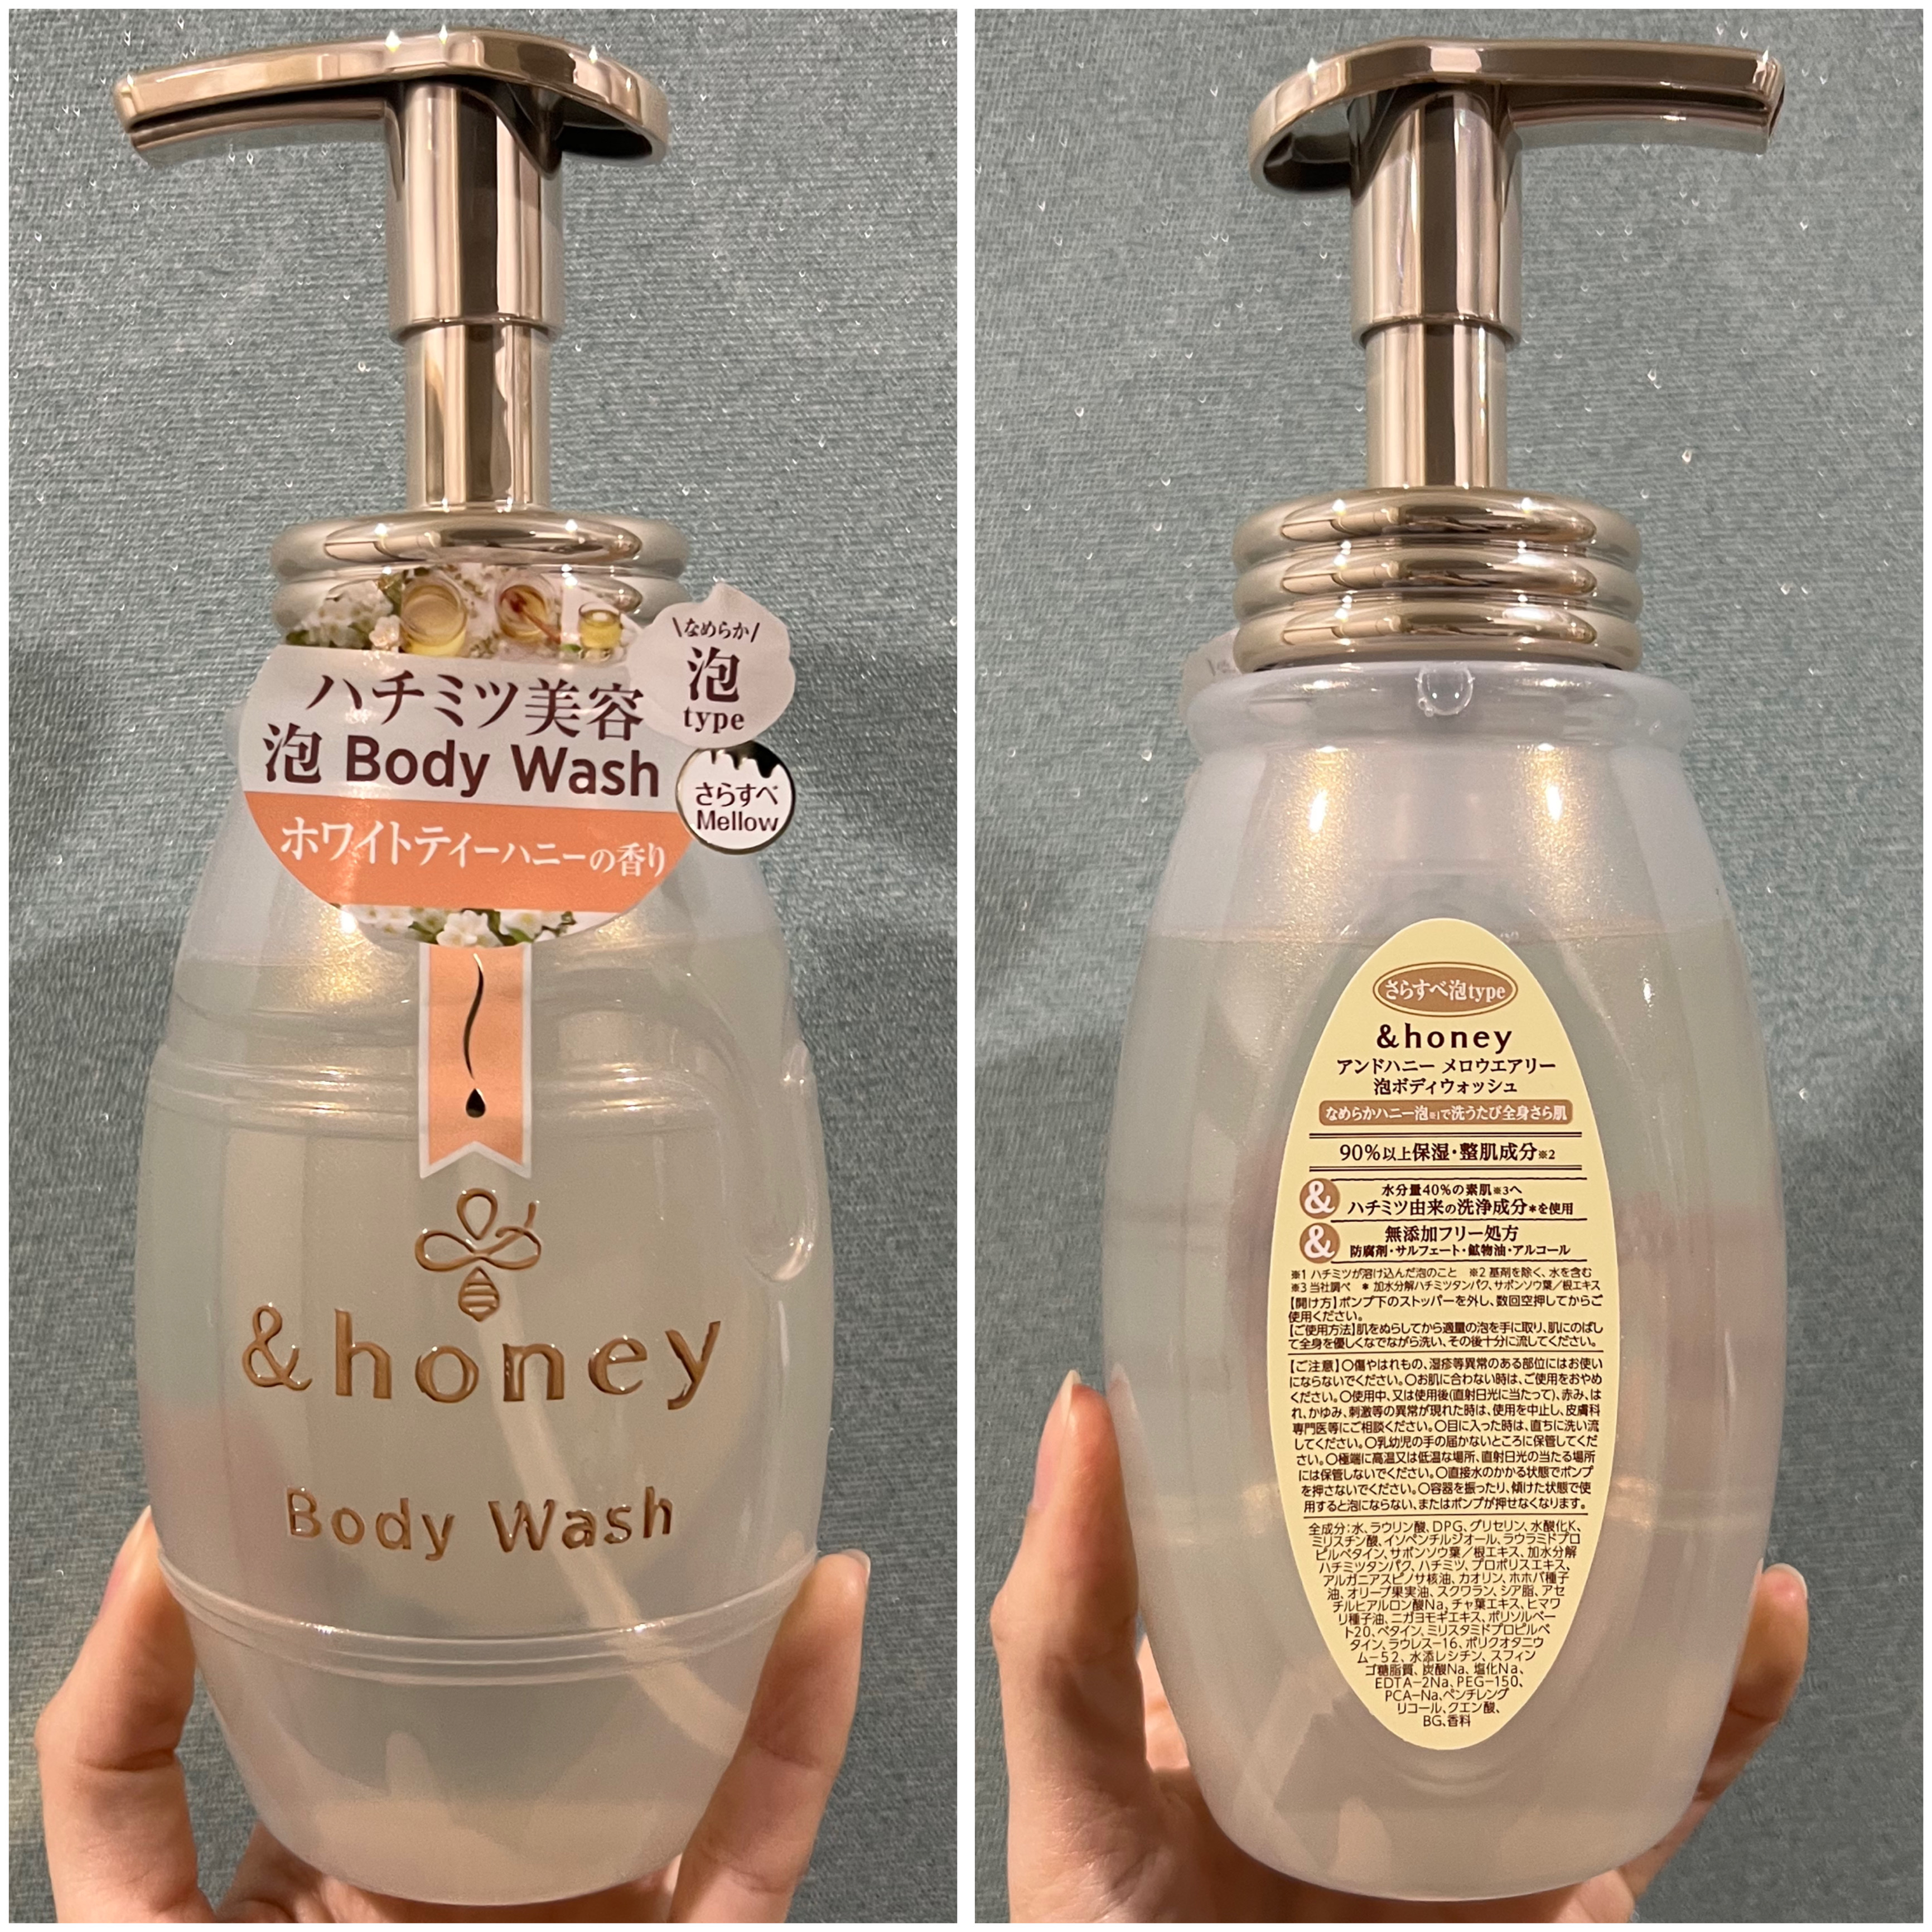 \なめらか/
泡
type
ハチミツ美容
泡 Body Wash
さらすべ
Mellow
ホワイトティーハニーの香り
&honey
Body Wash
さらすべ泡type
&honey
アンドハニー メロウエアリー
泡ボディウォッシュ
なめらかハニー泡※1で洗うたび全身さら肌
90%以上保湿・整肌成分※2
& 水分量40%の素肌※3へ
ハチミツ由来の洗浄成分*を使用
& 無添加フリー処方
防腐剤・サルフェート・鉱物油・アルコール
※1 ハチミツが溶け込んだ泡のこと ※2 基剤を除く、水を含む
※3 当社調べ * 加水分解ハチミツタンパク、サボンソウ葉/根エキス
【開け方】ポンプ下のストッパーを外し、数回空押してからご
使用ください。
【ご使用方法】肌をぬらしてから適量の泡を手に取り、肌にのばし
て全身を優しくなでながら洗い、その後十分に流してください。
【ご注意】〇傷やはれもの、湿疹等異常のある部位にはお使い
にならないでください。〇お肌に合わない時は、ご使用をおやめ
ください。〇使用中、又は使用後(直射日光に当たって)、赤み、は
れ、かゆみ、刺激等の異常が現れた時は、使用を中止し、皮膚科
専門医等にご相談ください。〇目に入った時は、直ちに洗い流
してください。〇乳幼児の手の届かないところに保管してくだ
さい。〇極端に高温又は低温な場所、直射日光の当たる場所
には保管しないでください。〇直接水のかかる状態でポンプ
を押さないでください。〇容器を振ったり、傾けた状態で使
用すると泡にならない、またはポンプが押せなくなります。
全成分:水、ラウリン酸、DPG、グリセリン、水酸化K、
ミリスチン酸、イソペンチルジオール、ラウラミドプロ
ピルベタイン、サボンソウ葉/根エキス、加水分解
ハチミツタンパク、ハチミツ、プロポリスエキス、
アルガニアスピノサ核油、カオリン、ホホバ種子
油、オリーブ果実油、スクワラン、シア脂、アセ
チルヒアルロン酸Na、チャ葉エキス、ヒマワ
リ種子油、ニガヨモギエキス、ポリソルベー
ト20、ベタイン、ミリスタミドプロピルベ
タイン、ラウレス-16、ポリクオタニウ
ム-52、水添レシチン、スフィン
ゴ糖脂質、炭酸Na、塩化Na、
EDTA-2Na、PEG-150、
PCA-Na、ペンチレング
リコール、クエン酸、
BG、香料